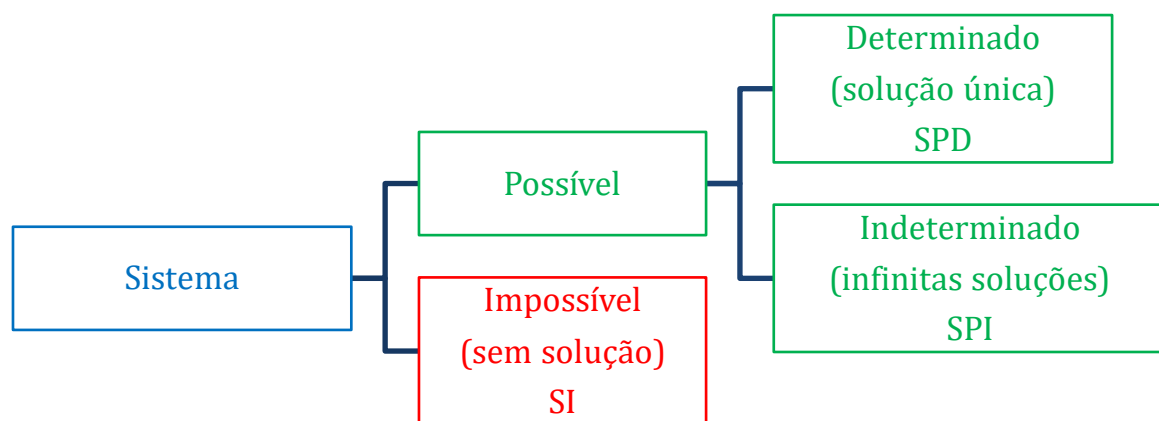 Sistema
Possível
Impossível
(sem solução)
SI
Determinado
(solução única)
SPD
Indeterminado
(infinitas soluções)
SPI